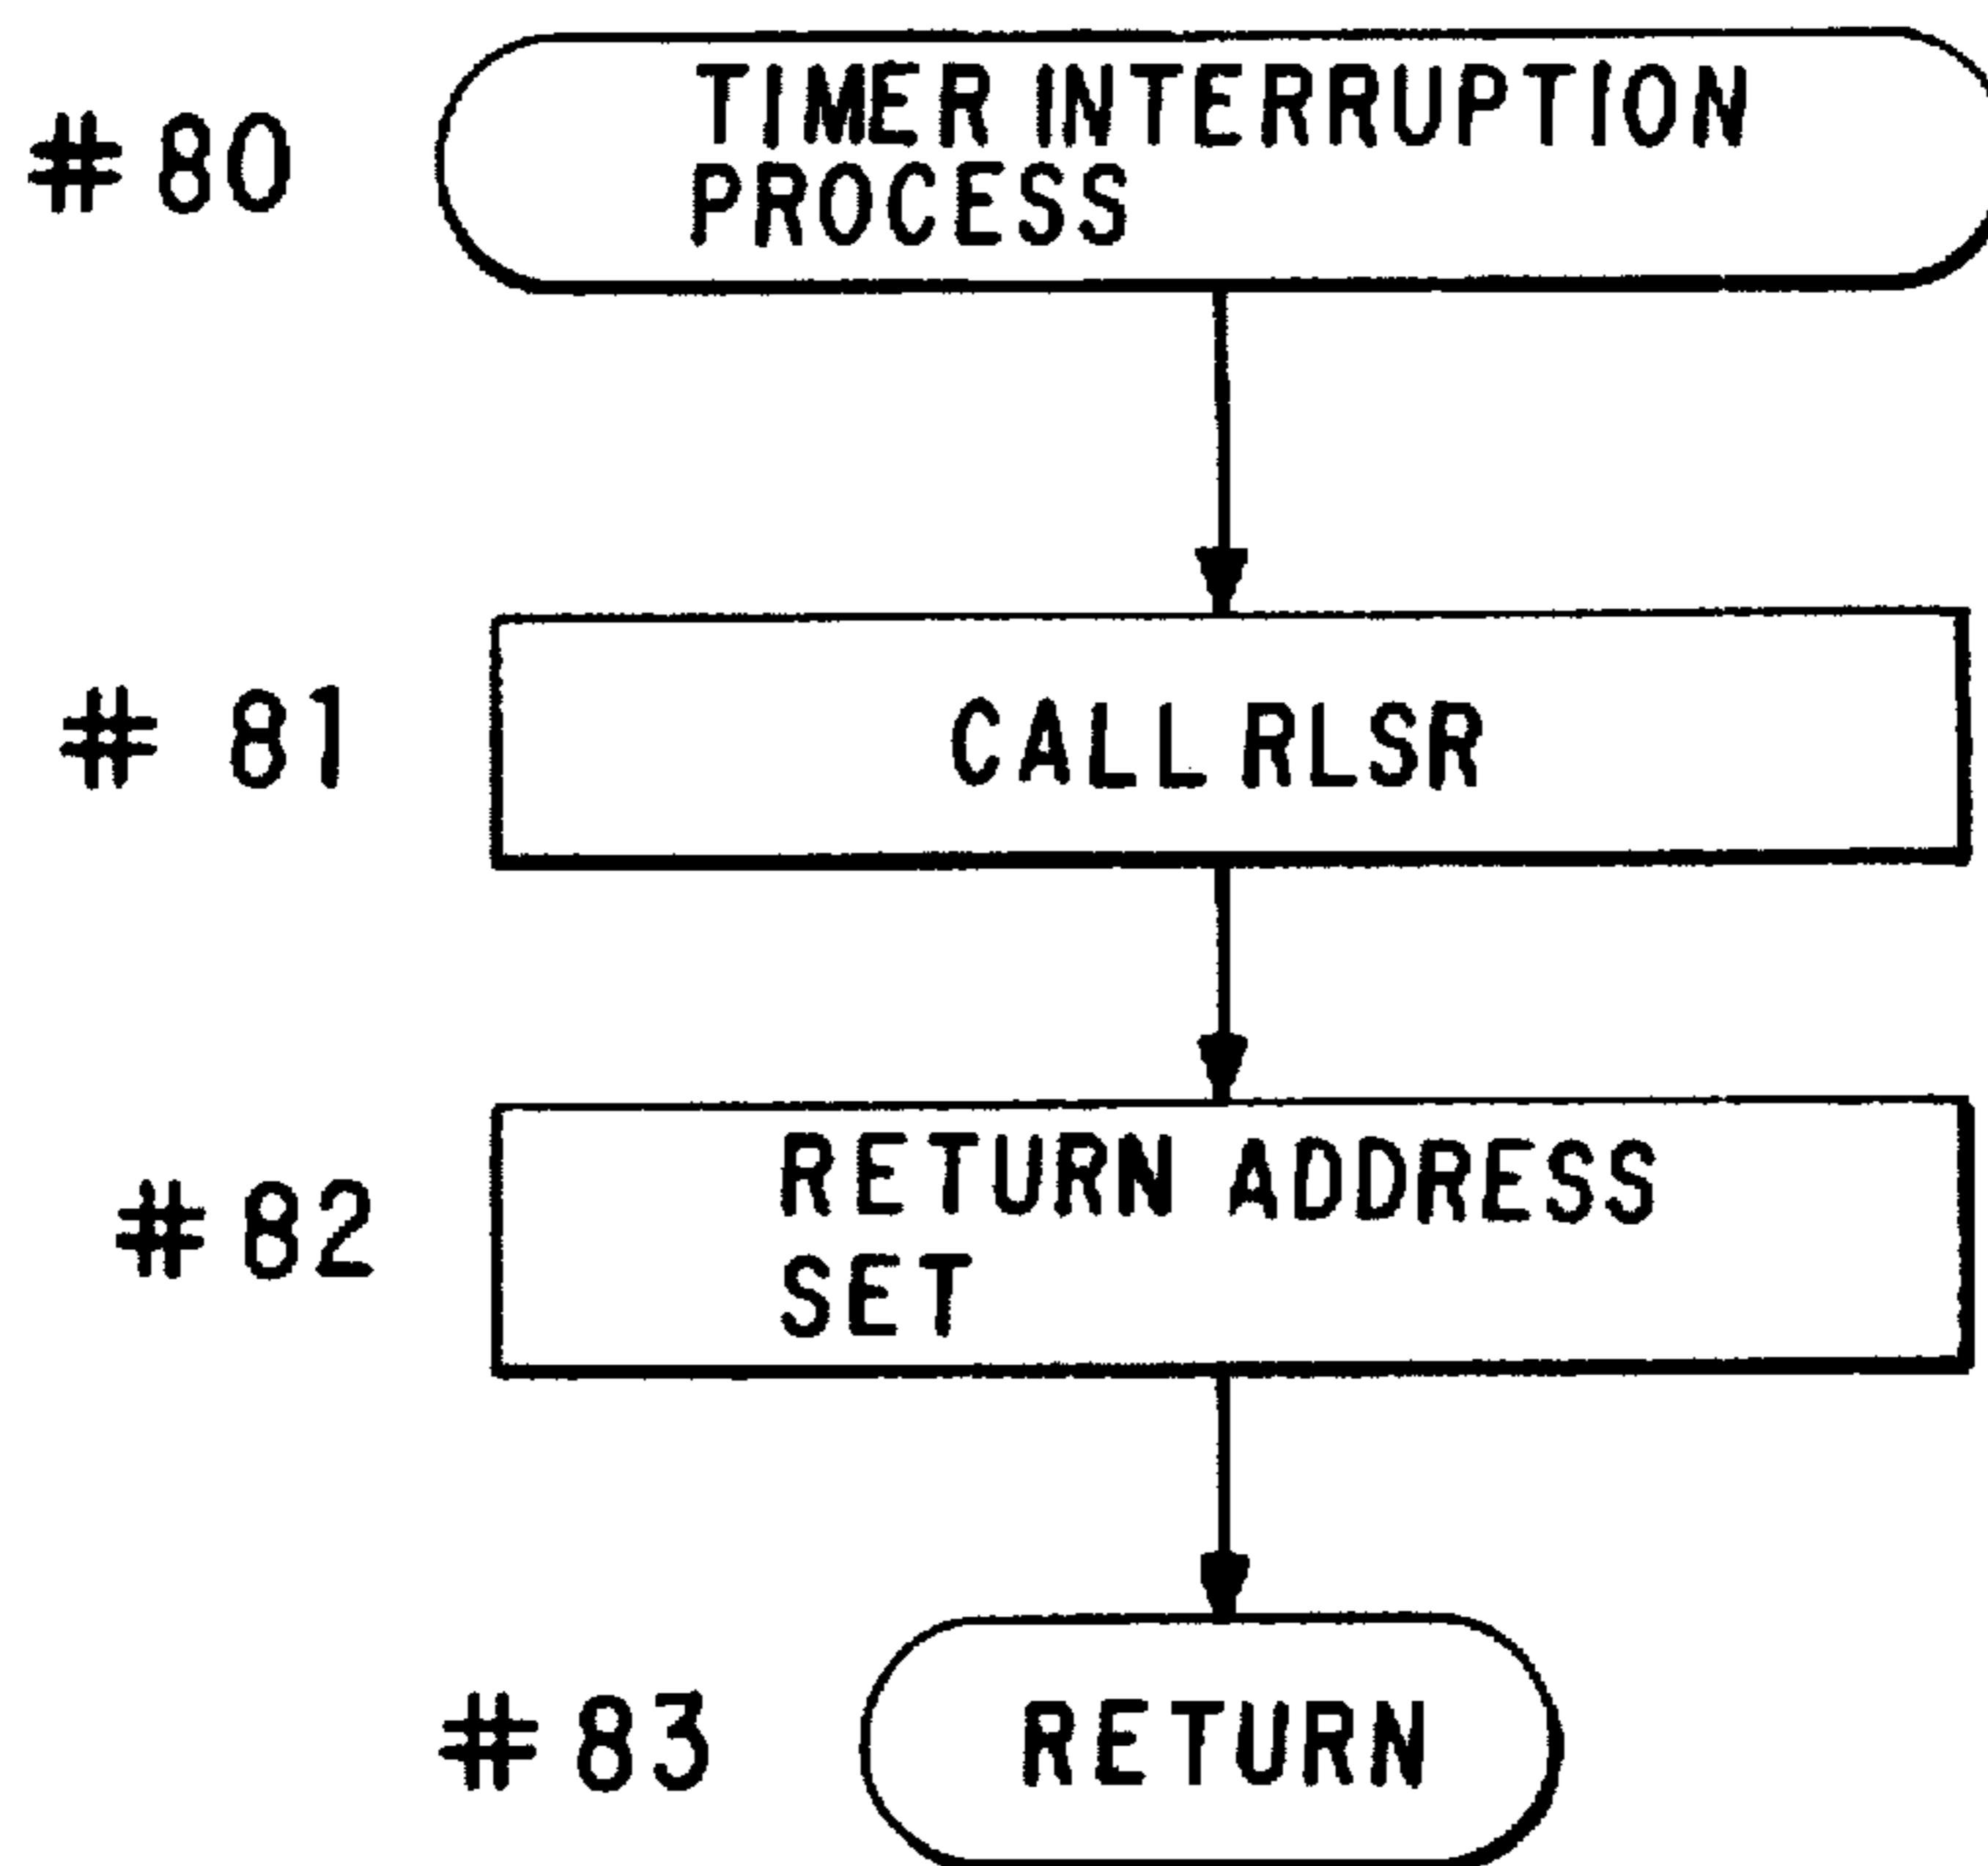 # 80
TIMER INTERRUPTION
PROCESS
# 81
CALL RLSR
# 82
RETURN ADDRESS
SET
# 83
RETURN